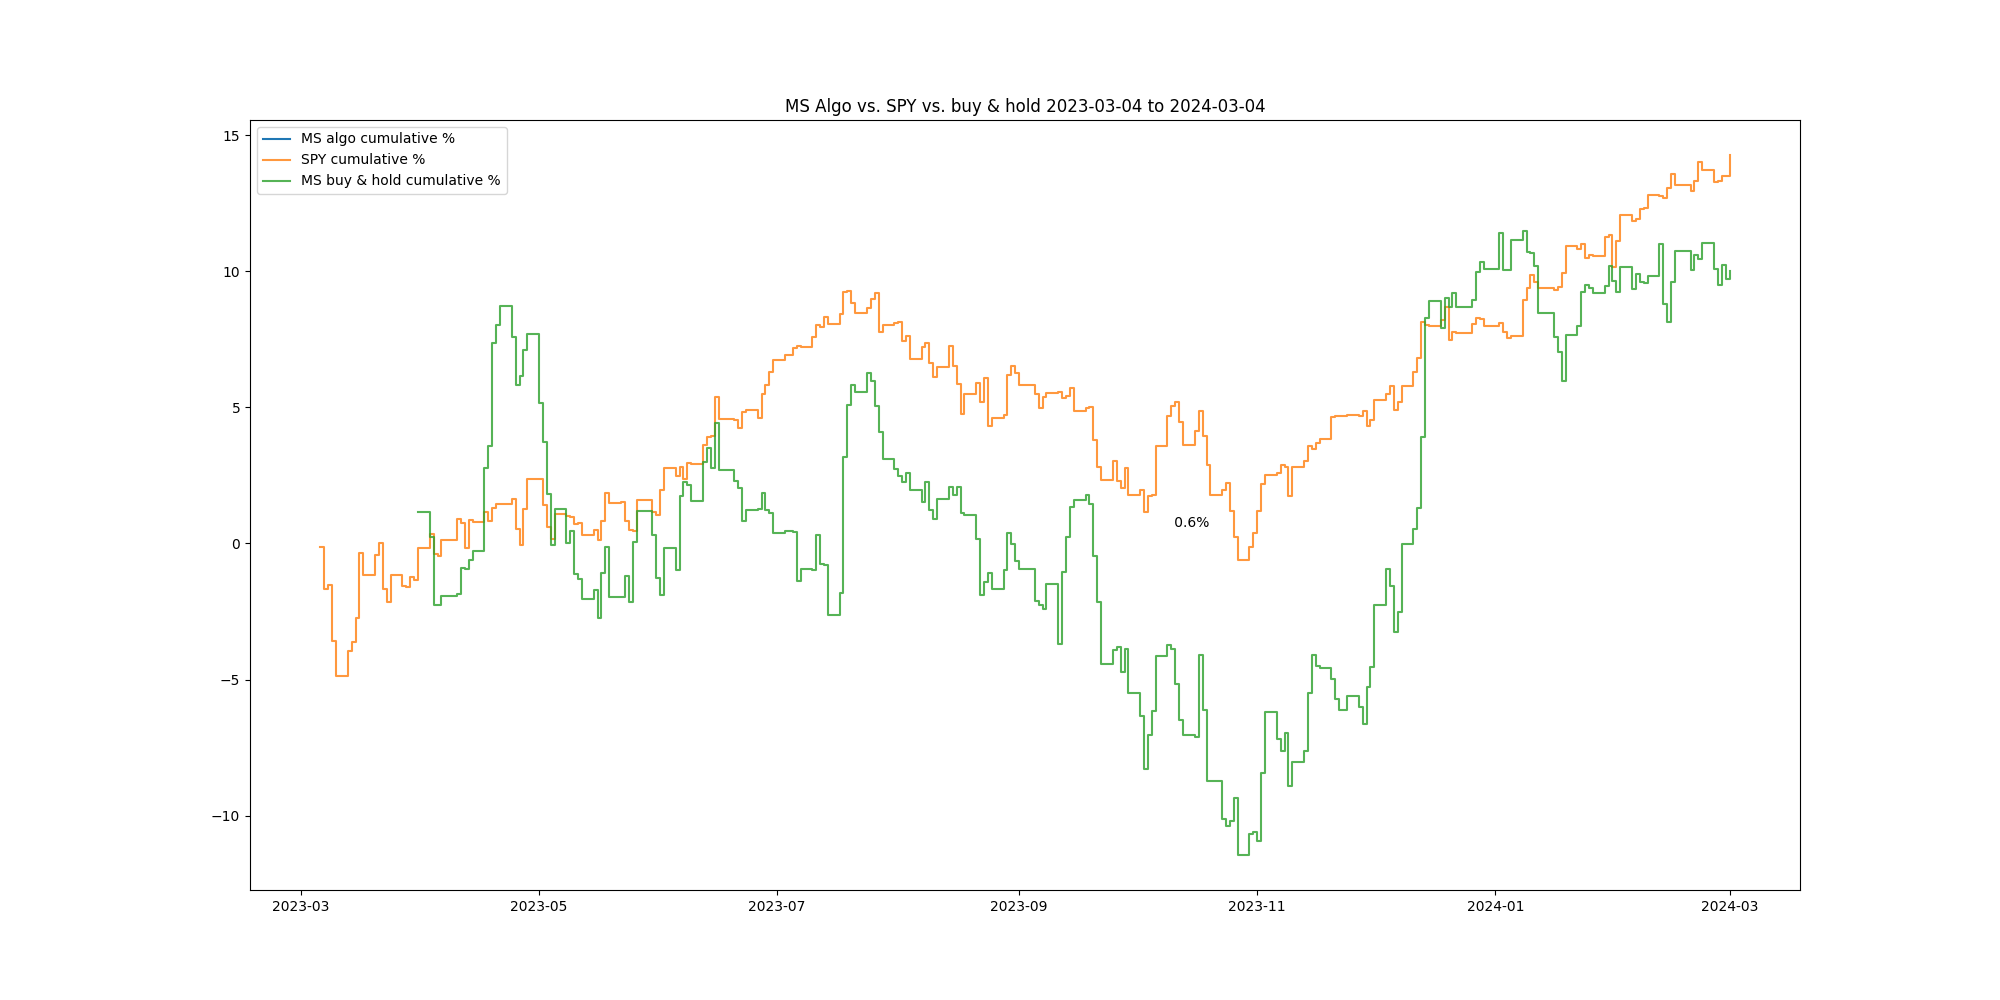 MS Algo vs. SPY vs. buy & hold 2023-03-04 to 2024-03-04
MS algo cumulative %
SPY cumulative %
MS buy & hold cumulative %
15
10
5
0
−5
−10
0.6%
2023-03 2023-05 2023-07 2023-09 2023-11 2024-01 2024-03